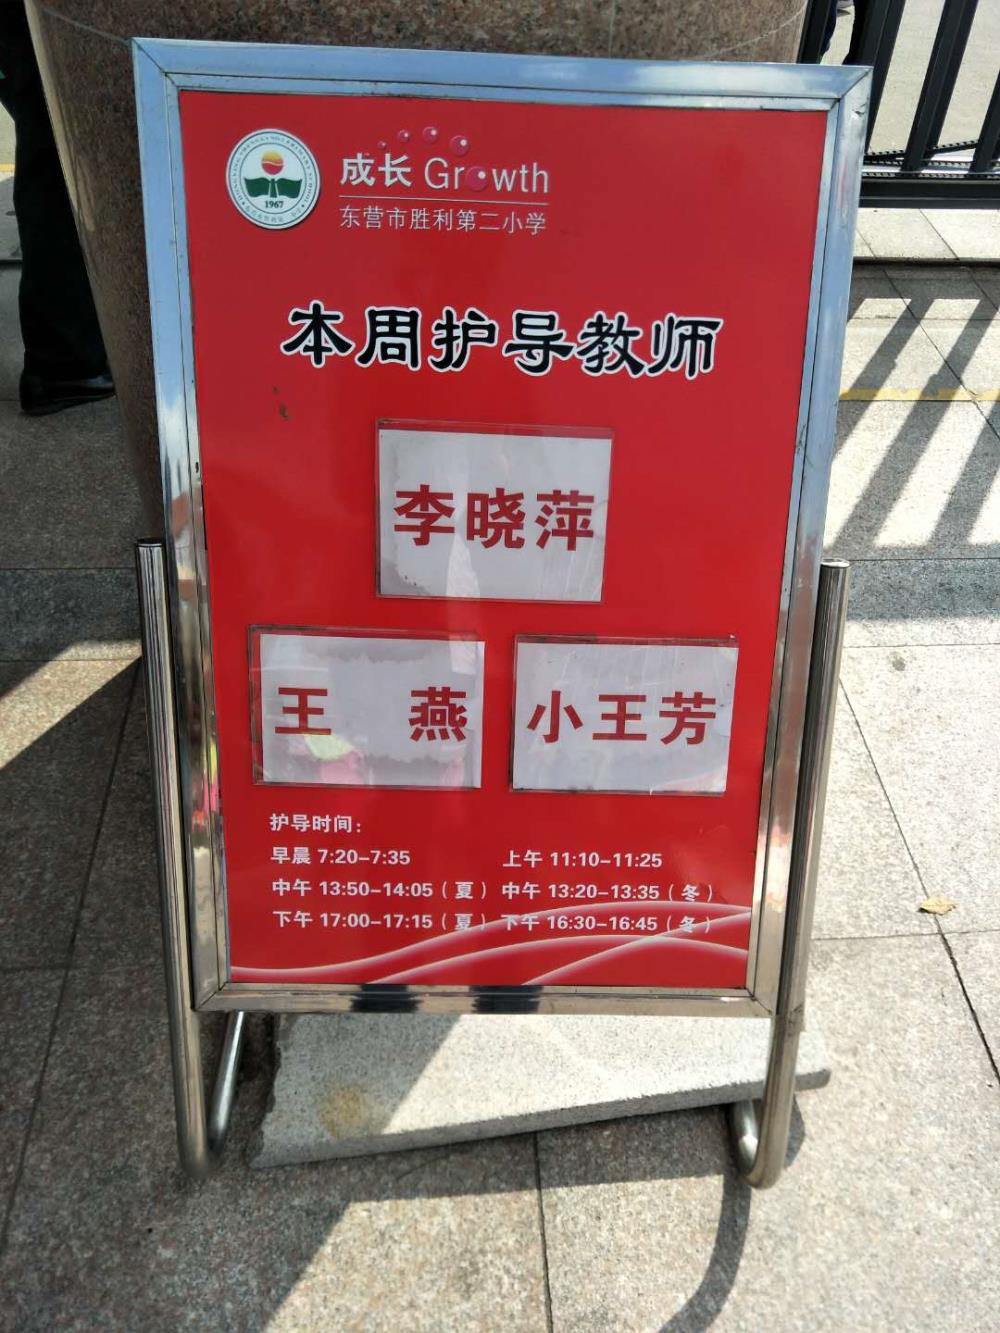 1967
成长 Growth
东营市胜利第二小学
本周护导教师
李晓萍
王 燕
小王芳
护导时间：
早晨 7:20-7:35 上午 11:10-11:25
中午 13:50-14:05（夏）中午 13:20-13:35（冬）
下午 17:00-17:15（夏）下午 16:30-16:45（冬）